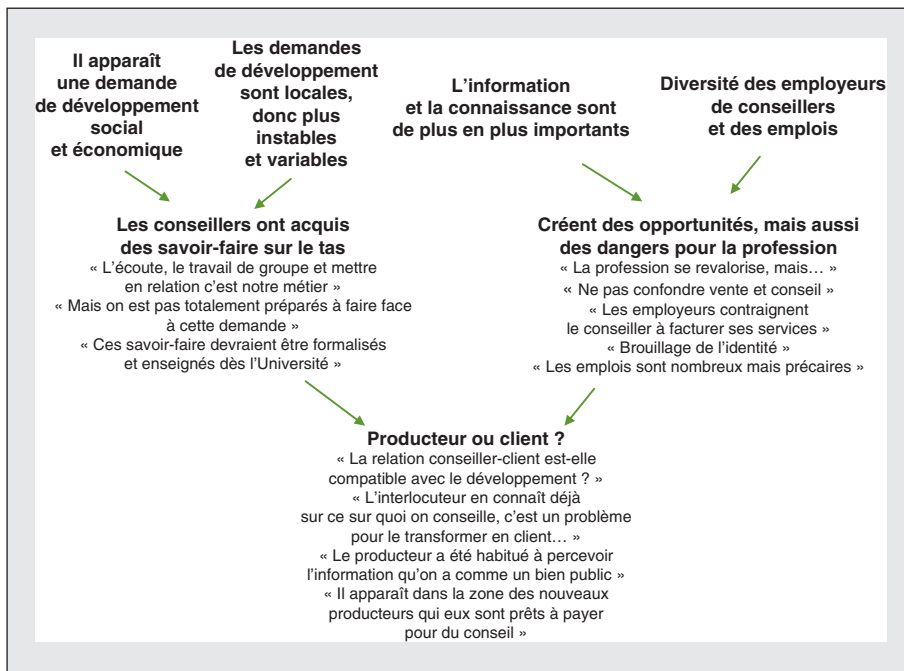 Il apparaît
une demande
de développement
social
et économique
Les demandes
de développement
sont locales,
donc plus
instables
et variables
L’information
et la connaissance sont
de plus en plus importants
Diversité des employeurs
de conseillers
et des emplois
Les conseillers ont acquis
des savoir-faire sur le tas
« L’écoute, le travail de groupe et mettre
en relation c’est notre métier »
« Mais on est pas totalement préparés à faire face
à cette demande »
« Ces savoir-faire devraient être formalisés
et enseignés dès l’Université »
Créent des opportunités, mais aussi
des dangers pour la profession
« La profession se revalorise, mais… »
« Ne pas confondre vente et conseil »
« Les employeurs contraignent
le conseiller à facturer ses services »
« Brouillage de l’identité »
« Les emplois sont nombreux mais précaires »
Producteur ou client ?
« La relation conseiller-client est-elle
compatible avec le développement ? »
« L’interlocuteur en connaît déjà
sur ce sur quoi on conseille, c’est un problème
pour le transformer en client… »
« Le producteur a été habitué à percevoir
l’information qu’on a comme un bien public »
« Il apparaît dans la zone des nouveaux
producteurs qui eux sont prêts à payer
pour du conseil »